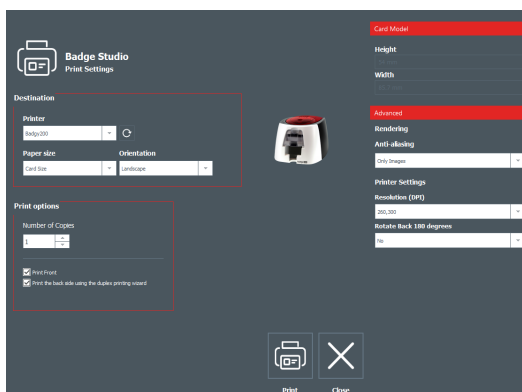 Badge Studio
Print Settings
Destination
Printer
Badgy200
Paper size
Orientation
Card Size
Landscape
Print options
Number of Copies
1
Print Front
Print the back side using the duplex printing wizard
Print
Close
Card Model
Height
Width
Advanced
Rendering
Anti-aliasing
Only Images
Printer Settings
Resolution (DPI)
260,300
Rotate Back 180 degrees
No